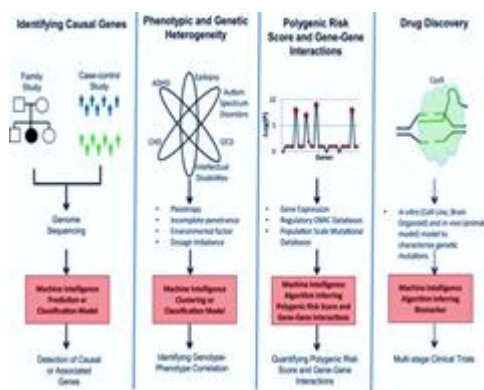 Identifying Causal Genes
Family
Study
Case-control
Study
Genome
Sequencing
Machine Intelligence
Prediction or
Classification Model
Detection of Causal
or Associated
Genes
Phenotypic and Genetic
Heterogeneity
ADHD
Epilepsy
Autism
Spectrum
Disorders
CHD
OCD
Intellectual
Disabilities
• Pleiotropy
• Incomplete penetrance
• Environmental factor
• Dosage Imbalance
Machine Intelligence
Clustering or
Classification Model
Identifying Genotype-
Phenotype Correlation
Polygenic Risk
Score and Gene-Gene
Interactions
Genes
• Gene Expression
• Regulatory OMIC Databases
• Population Scale Mutational
Database
Machine Intelligence
Algorithm Inferring
Polygenic Risk Score and
Gene-Gene Interactions
Quantifying Polygenic Risk
Score and Gene-Gene
Interactions
Drug Discovery
Cas9
• In vitro (Cell Line, Brain
Organoid) and in vivo (animal
model) model to
characterise genetic
mutations.
Machine Intelligence
Algorithm Inferring
Biomarker
Multi-stage Clinical Trials